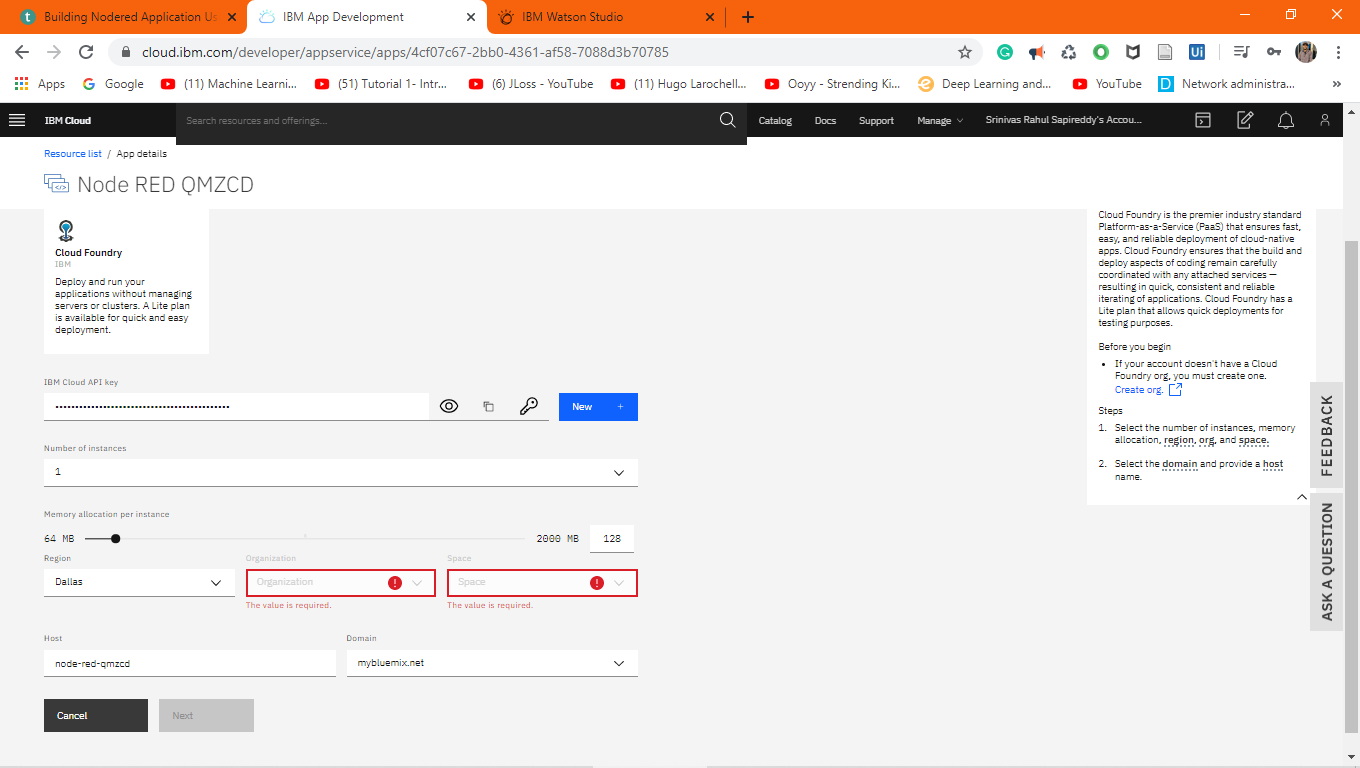 Building Nodered Application Us
IBM App Development
IBM Watson Studio
cloud.ibm.com/developer/appservice/apps/4cf07c67-2bb0-4361-af58-7088d3b70785
Ui
Apps
Google
(11) Machine Learni...
(51) Tutorial 1- Intr...
(6) JLoss - YouTube
(11) Hugo Larochell...
Ooyy - Strending Ki...
Deep Learning and...
YouTube
Network administra...
IBM Cloud
Search resources and offerings...
Catalog
Docs
Support
Manage
Srinivas Rahul Sapireddy's Accou...
Resource list / App details
Node RED QMZCD
Cloud Foundry
IBM
Deploy and run your
applications without managing
servers or clusters. A Lite plan
is available for quick and easy
deployment.
IBM Cloud API key
New +
Number of instances
1
Memory allocation per instance
64 MB
2000 MB
128
Region
Organization
Space
Dallas
Organization
Space
The value is required.
The value is required.
Host
Domain
node-red-qmzcd
mybluemix.net
Cancel
Next
Cloud Foundry is the premier industry standard
Platform-as-a-Service (PaaS) that ensures fast,
easy, and reliable deployment of cloud-native
apps. Cloud Foundry ensures that the build and
deploy aspects of coding remain carefully
coordinated with any attached services —
resulting in quick, consistent and reliable
iterating of applications. Cloud Foundry has a
Lite plan that allows quick deployments for
testing purposes.
Before you begin
• If your account doesn't have a Cloud
Foundry org, you must create one.
Create org.
Steps
1. Select the number of instances, memory
allocation, region, org, and space.
2. Select the domain and provide a host
name.
FEEDBACK
ASK A QUESTION